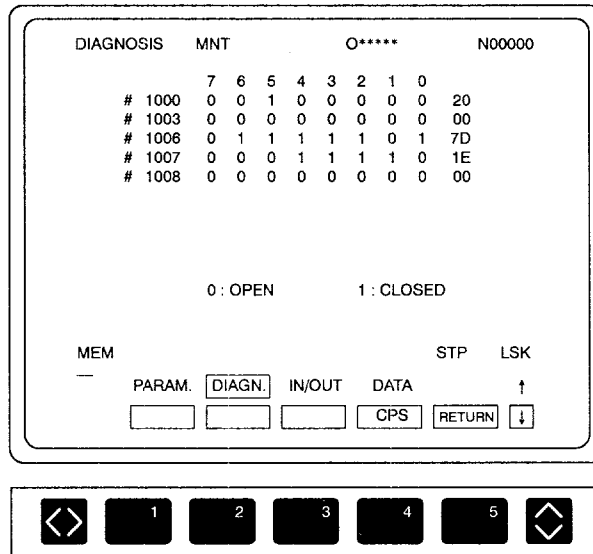 DIAGNOSIS MNT O***** N00000
7 6 5 4 3 2 1 0
# 1000 0 0 1 0 0 0 0 0 20
# 1003 0 0 0 0 0 0 0 0 00
# 1006 0 1 1 1 1 1 0 1 7D
# 1007 0 0 0 1 1 1 1 0 1E
# 1008 0 0 0 0 0 0 0 0 00
0 : OPEN 1 : CLOSED
MEM STP LSK
PARAM. DIAGN. IN/OUT DATA ↑
CPS RETURN ↓
1 2 3 4 5